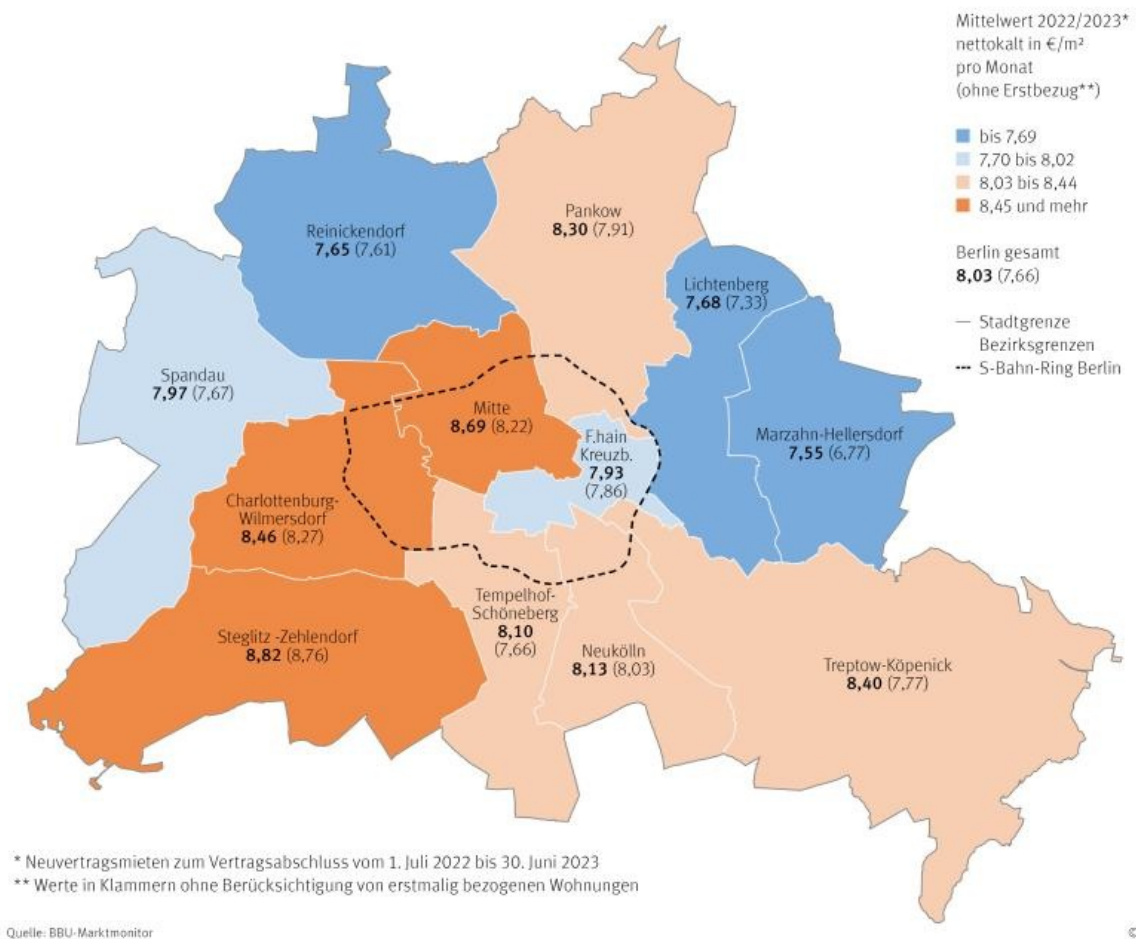 Mittelwert 2022/2023*
nettokalt in €/m²
pro Monat
(ohne Erstbezug**)
bis 7,69
7,70 bis 8,02
8,03 bis 8,44
8,45 und mehr
Berlin gesamt
8,03 (7,66)
Stadtgrenze
Bezirksgrenzen
S-Bahn-Ring Berlin
Pankow
8,30 (7,91)
Reinickendorf
7,65 (7,61)
Lichtenberg
7,68 (7,33)
Spandau
7,97 (7,67)
Mitte
8,69 (8,22)
F.hain
Kreuzb.
7,93
(7,86)
Marzahn-Hellersdorf
7,55 (6,77)
Charlottenburg-
Wilmersdorf
8,46 (8,27)
Tempelhof-
Schöneberg
8,10
(7,66)
Steglitz -Zehlendorf
8,82 (8,76)
Neukölln
8,13 (8,03)
Treptow-Köpenick
8,40 (7,77)
* Neuvertragsmieten zum Vertragsabschluss vom 1. Juli 2022 bis 30. Juni 2023
** Werte in Klammern ohne Berücksichtigung von erstmalig bezogenen Wohnungen
Quelle: BBU-Marktmonitor
©